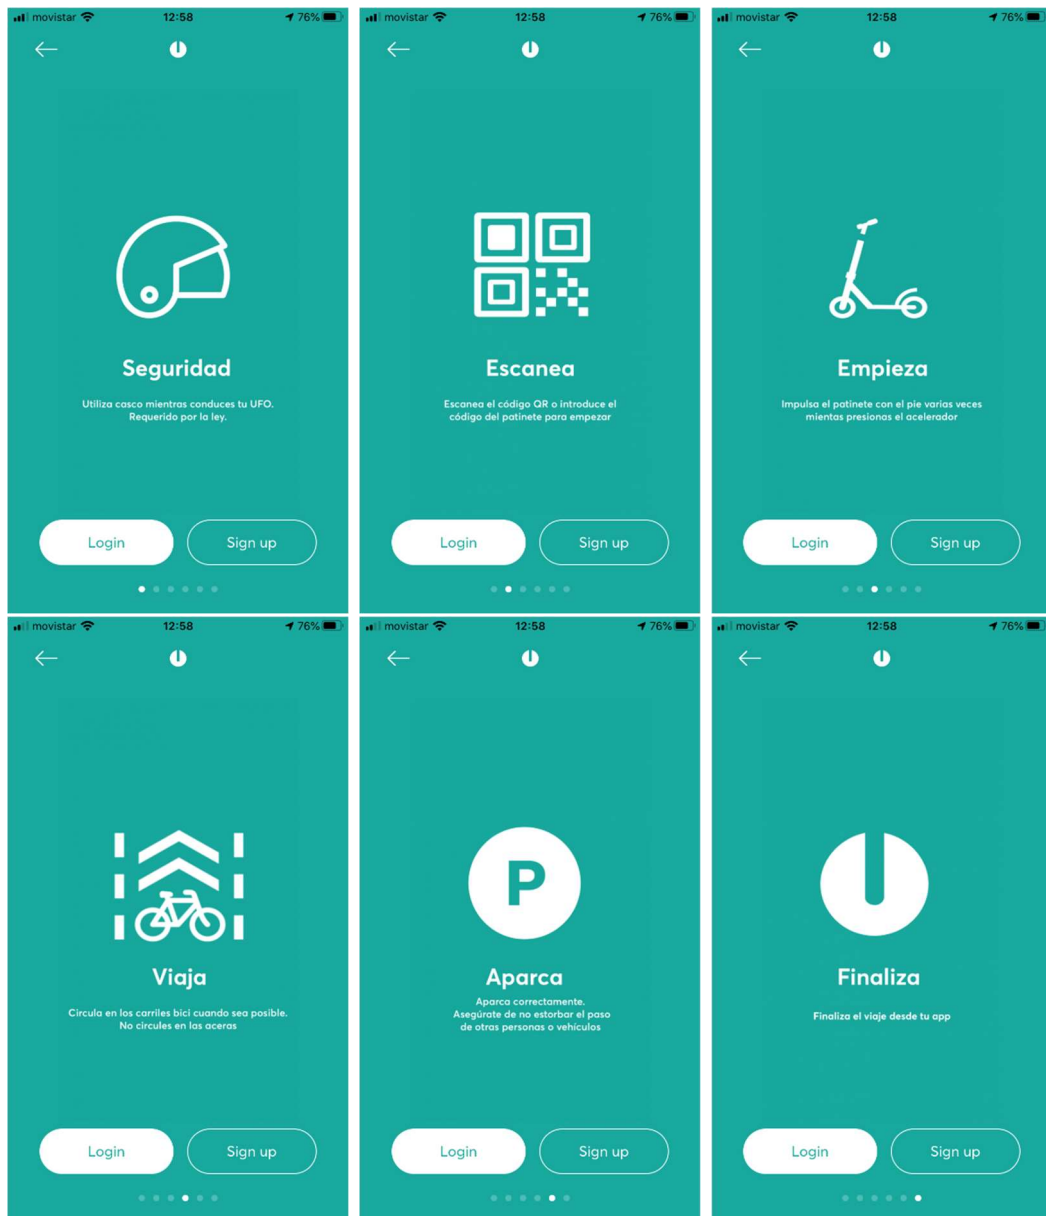 movistar 12:58 76%
Seguridad
Utiliza casco mientras conduces tu UFO.
Requerido por la ley.
Login Sign up
movistar 12:58 76%
Escanea
Escanea el código QR o introduce el
código del patinete para empezar
Login Sign up
movistar 12:58 76%
Empieza
Impulsa el patinete con el pie varias veces
mientas presionas el acelerador
Login Sign up
movistar 12:58 76%
Viaja
Circula en los carriles bici cuando sea posible.
No circules en las aceras
Login Sign up
movistar 12:58 76%
P
Aparca
Aparca correctamente.
Asegúrate de no estorbar el paso
de otras personas o vehículos
Login Sign up
movistar 12:58 76%
Finaliza
Finaliza el viaje desde tu app
Login Sign up